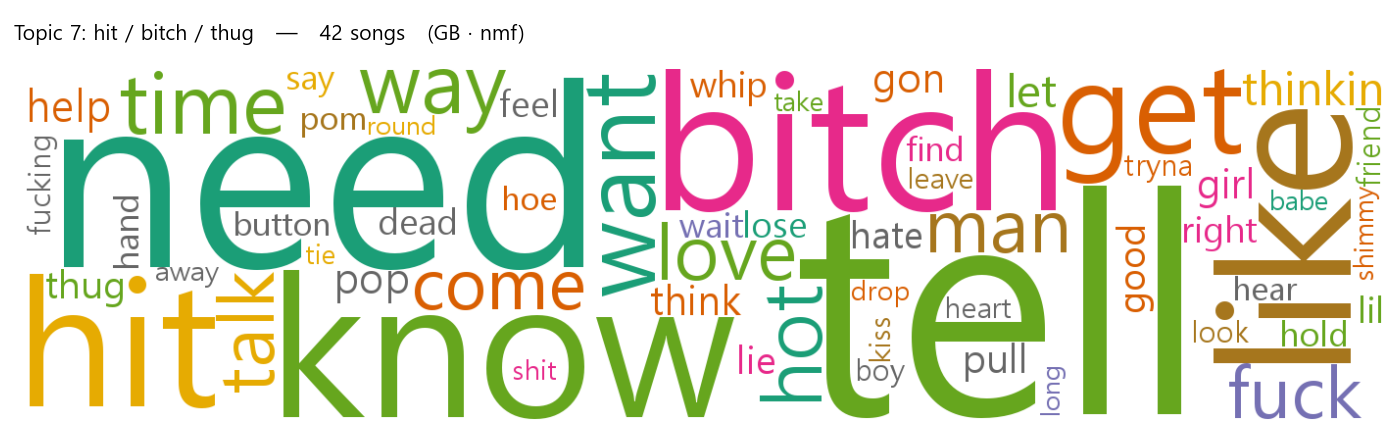 Topic 7: hit / bitch / thug — 42 songs (GB · nmf)
help time say way feel whip take gon let get thinkin
pom round
fucking need want bitch find leave tryna girl like friend
hand hoe babe
button dead wait lose hate man right shimmy
tie love good
thug away pop come think drop hear lil
hit talk know hot tell heart look hold
kiss
shit lie boy pull long fuck